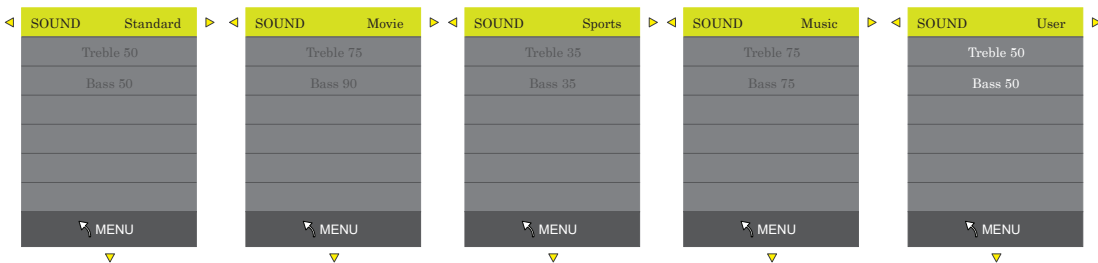 SOUND Standard
Treble 50
Bass 50
MENU
SOUND Movie
Treble 75
Bass 90
MENU
SOUND Sports
Treble 35
Bass 35
MENU
SOUND Music
Treble 75
Bass 75
MENU
SOUND User
Treble 50
Bass 50
MENU